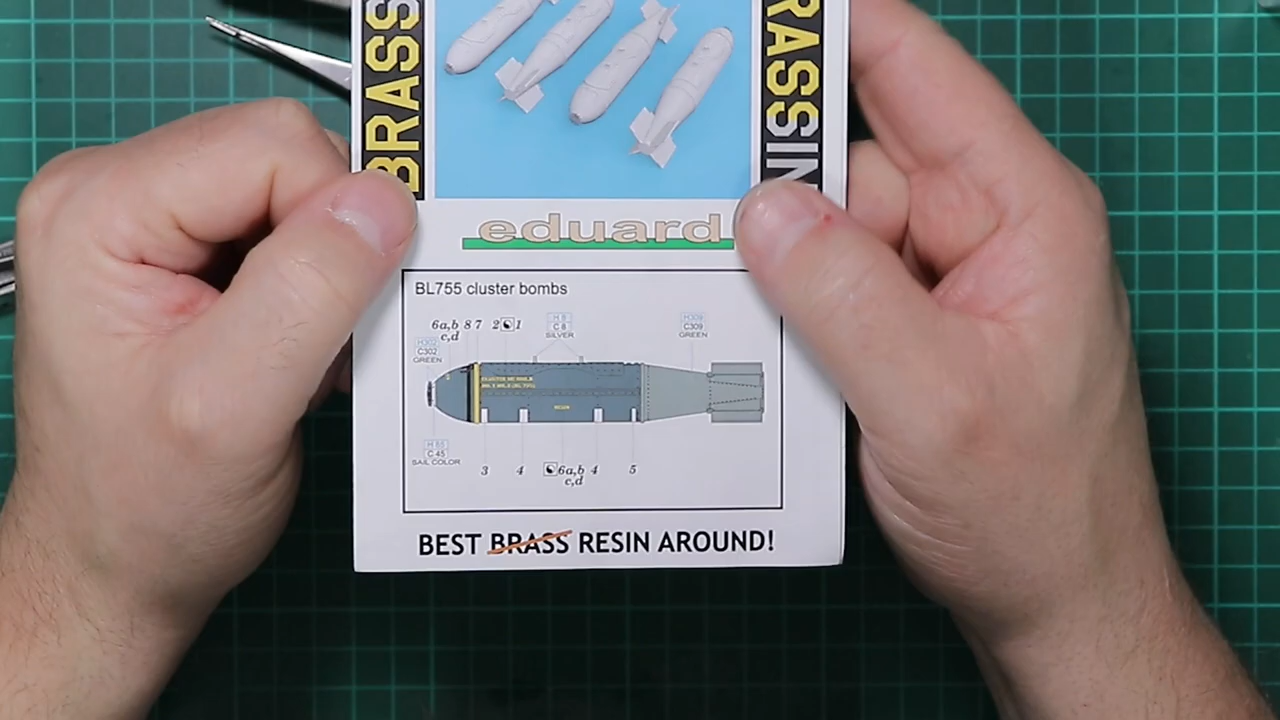 BRASS
BRASSIN
eduard
BL755 cluster bombs
6a,b 8 7 2 1
c,d
H 8
C 8
SILVER
H309
C309
GREEN
H302
C302
GREEN
RESIN
H 85
C 45
SAIL COLOR
3 4 6a,b 4 5
c,d
BEST BRASS RESIN AROUND!